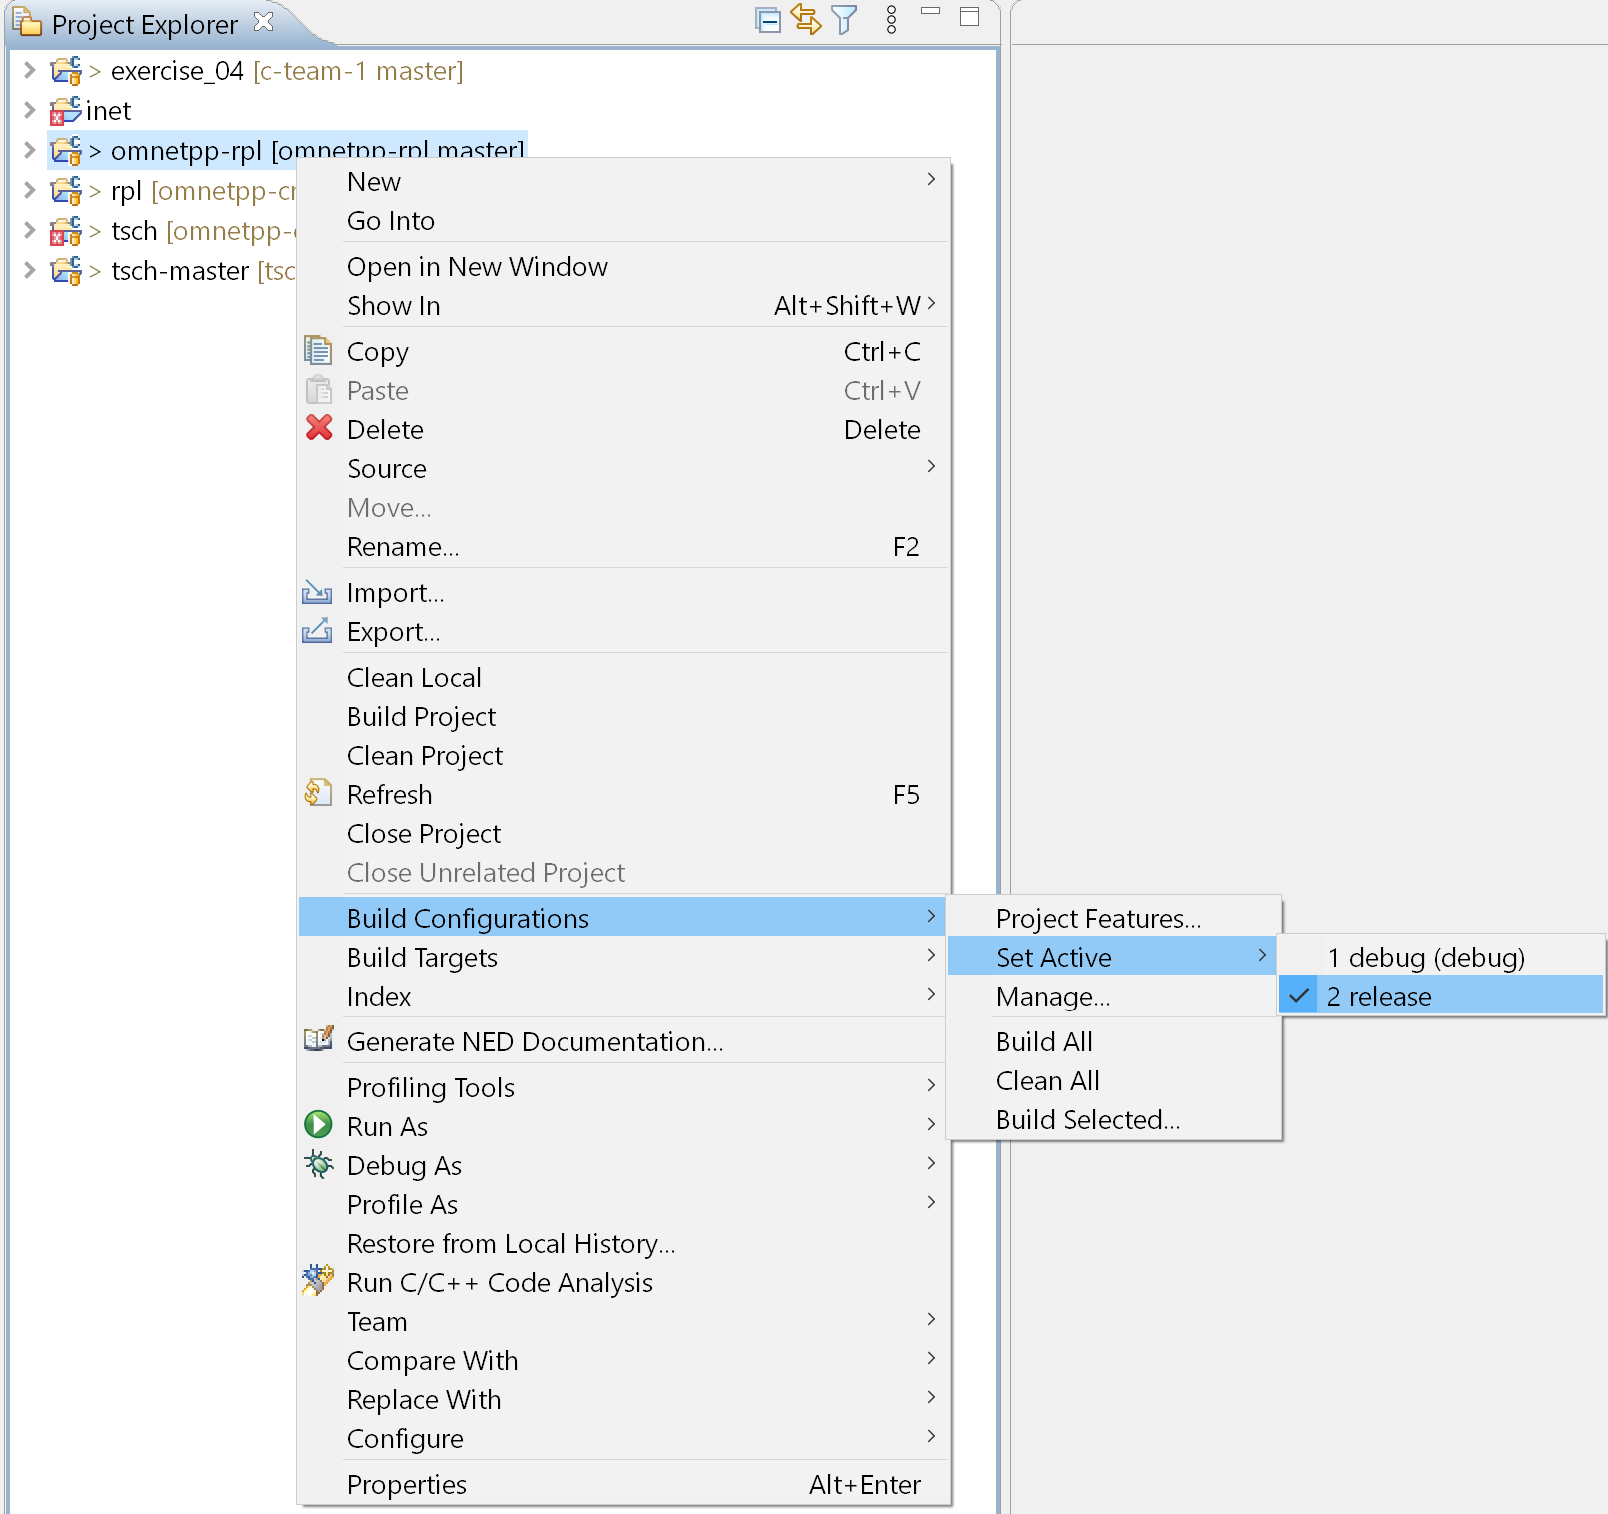 Project Explorer
> exercise_04 [c-team-1 master]
inet
> omnetpp-rpl [omnetpp-rpl master]
> rpl [omnetpp-
> tsch [omnetpp-
> tsch-master [tsc
New
Go Into
Open in New Window
Show In Alt+Shift+W
Copy Ctrl+C
Paste Ctrl+V
Delete Delete
Source
Move...
Rename... F2
Import...
Export...
Clean Local
Build Project
Clean Project
Refresh F5
Close Project
Close Unrelated Project
Build Configurations
Build Targets
Index
Generate NED Documentation...
Profiling Tools
Run As
Debug As
Profile As
Restore from Local History...
Run C/C++ Code Analysis
Team
Compare With
Replace With
Configure
Properties Alt+Enter
Project Features...
Set Active
Manage...
Build All
Clean All
Build Selected...
1 debug (debug)
2 release